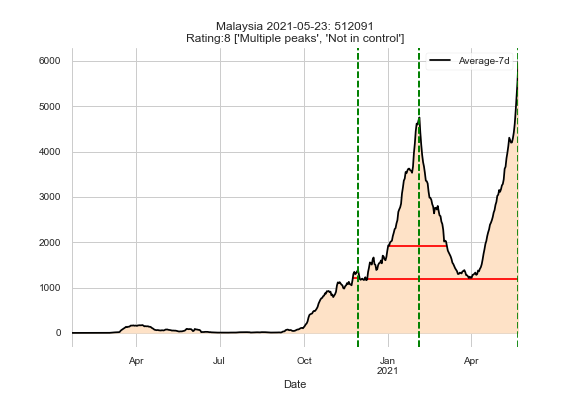 Malaysia 2021-05-23: 512091
Rating:8 ['Multiple peaks', 'Not in control']
Average-7d
6000
5000
4000
3000
2000
1000
0
Apr
Jul
Oct
Jan
2021
Apr
Date